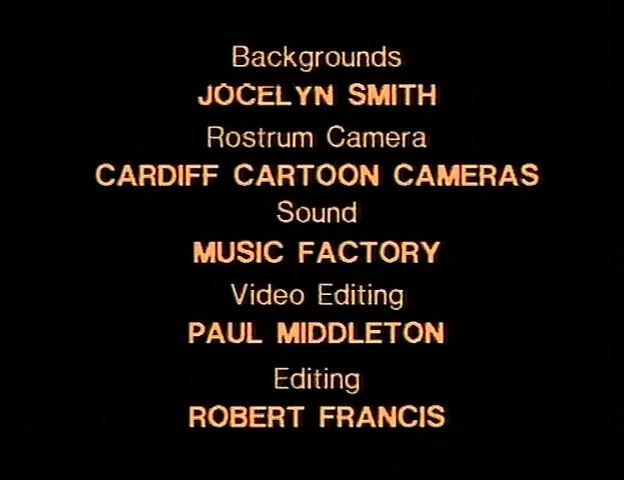 Backgrounds
JOCELYN SMITH
Rostrum Camera
CARDIFF CARTOON CAMERAS
Sound
MUSIC FACTORY
Video Editing
PAUL MIDDLETON
Editing
ROBERT FRANCIS